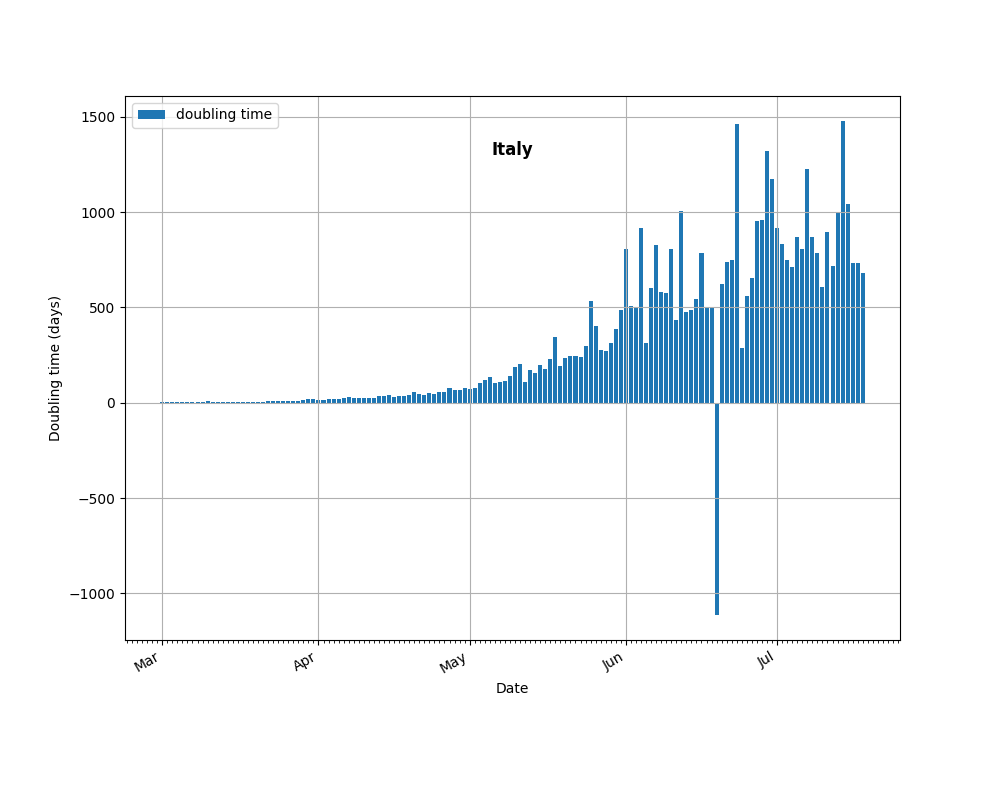 doubling time
Italy
1500
1000
500
0
−500
−1000
Doubling time (days)
Mar
Apr
May
Jun
Jul
Date